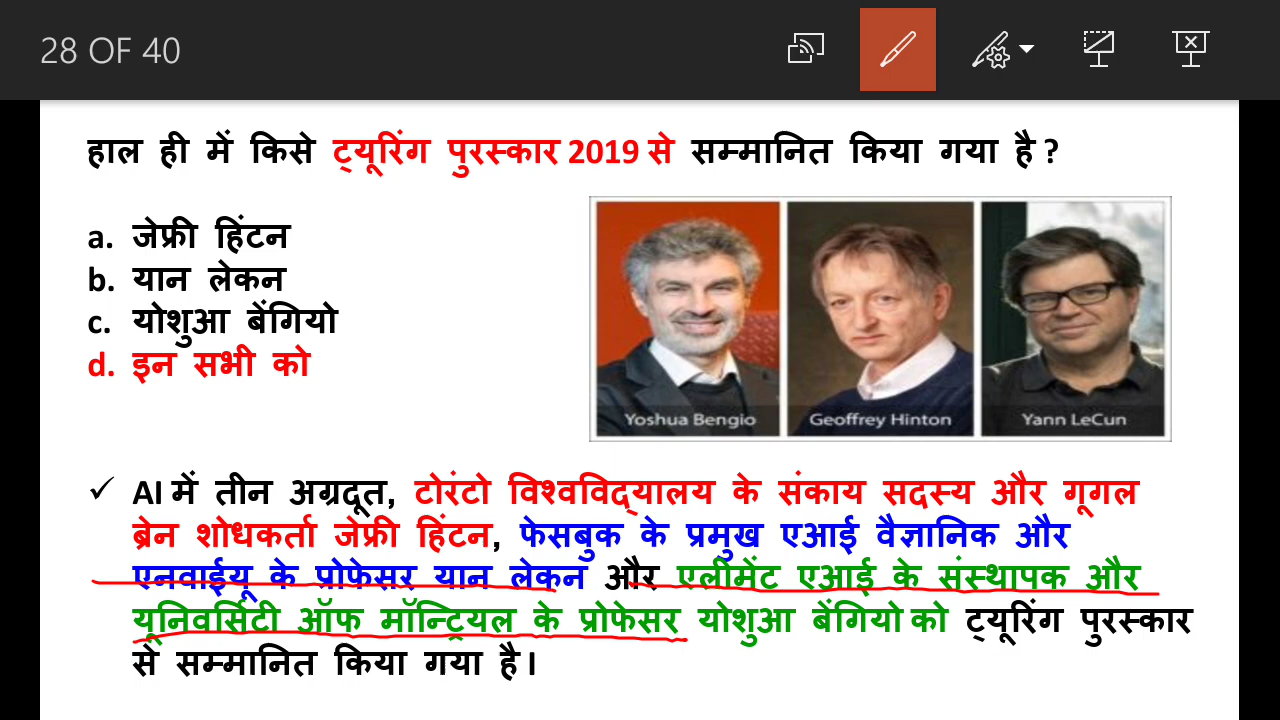 28 OF 40
हाल ही में किसे ट्यूरिंग पुरस्कार 2019 से सम्मानित किया गया है ?
a. जेफ्री हिंटन
b. यान लेकन
c. योशुआ बेंगियो
d. इन सभी को
Yoshua Bengio Geoffrey Hinton Yann LeCun
✓ AI में तीन अग्रदूत, टोरंटो विश्वविद्यालय के संकाय सदस्य और गूगल
ब्रेन शोधकर्ता जेफ्री हिंटन, फेसबुक के प्रमुख एआई वैज्ञानिक और
एनवाईयू के प्रोफेसर यान लेकन और एलीमेंट एआई के संस्थापक और
यूनिवर्सिटी ऑफ मॉन्ट्रियल के प्रोफेसर योशुआ बेंगियो को ट्यूरिंग पुरस्कार
से सम्मानित किया गया है।